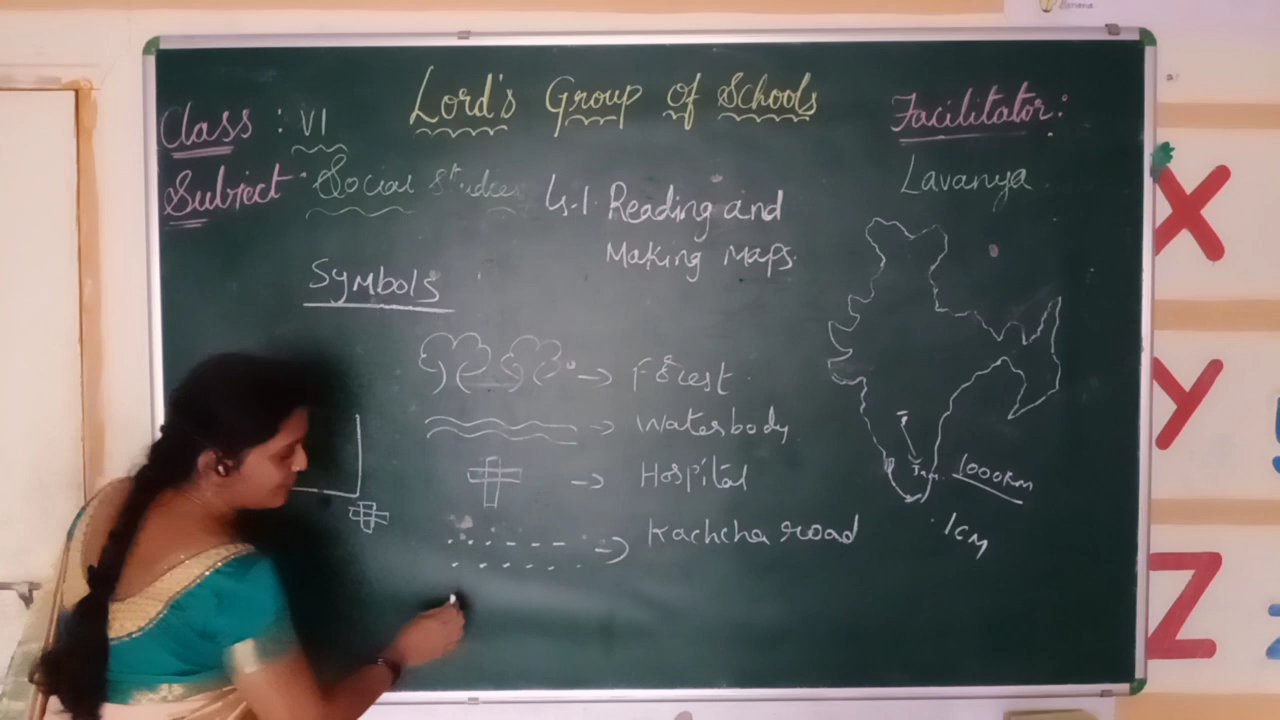 Banana
Lord's Group of Schools
Class : VI
Facilitator :
Subject : Social Studies
Lavanya
4.1 Reading and
Making Maps.
Symbols
→ Forest
→ Waterbody
→ Hospital
→ Kachcha road
1000km
1cm
X
Y
Z